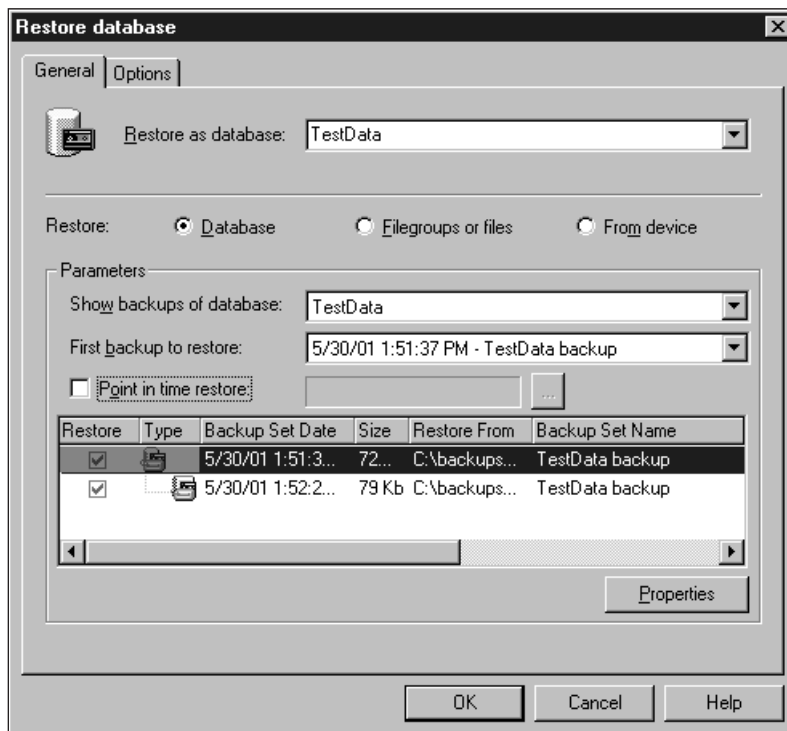 Restore database
General Options
Restore as database: TestData
Restore: Database Filegroups or files From device
Parameters
Show backups of database: TestData
First backup to restore: 5/30/01 1:51:37 PM - TestData backup
Point in time restore: ...
Restore Type Backup Set Date Size Restore From Backup Set Name
5/30/01 1:51:3... 72... C:\backups... TestData backup
5/30/01 1:52:2... 79 Kb C:\backups... TestData backup
Properties
OK Cancel Help